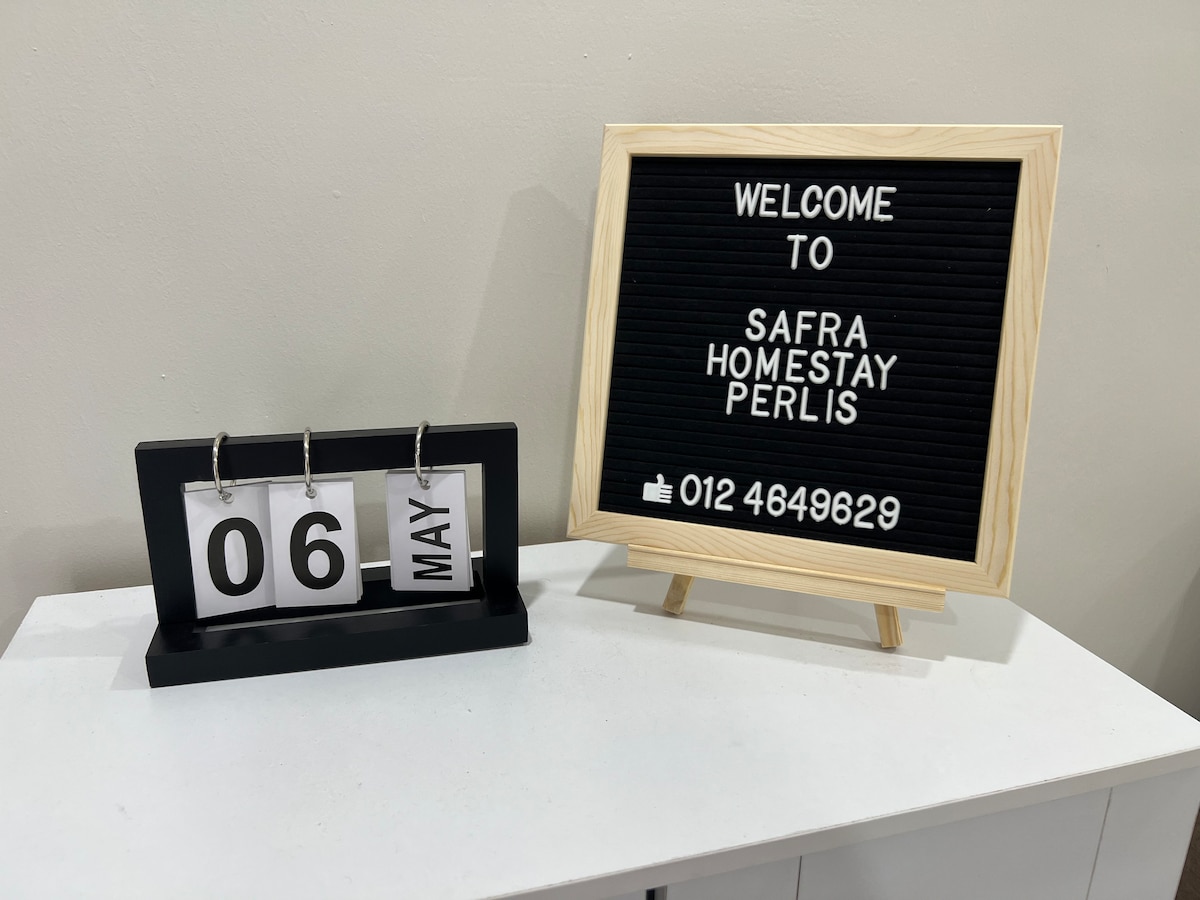 06 MAY
WELCOME
TO
SAFRA
HOMESTAY
PERLIS
012 4649629